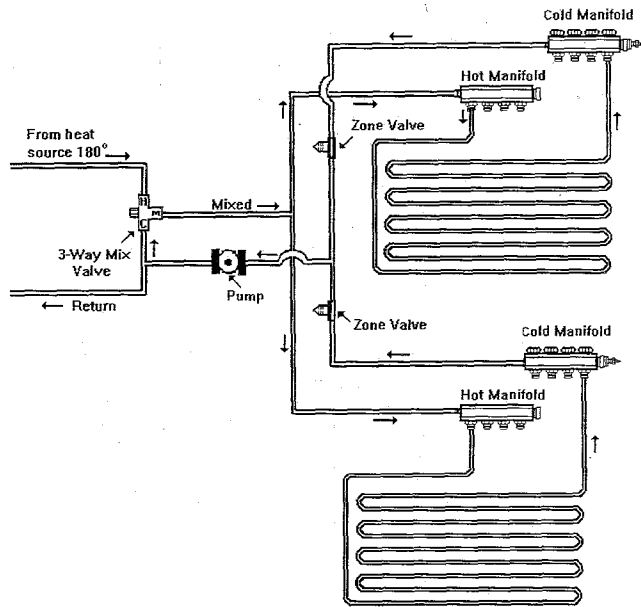 Cold Manifold
Hot Manifold
Zone Valve
From heat
source 180°
H
M
C
Mixed
3-Way Mix
Valve
Pump
Return
Zone Valve
Cold Manifold
Hot Manifold